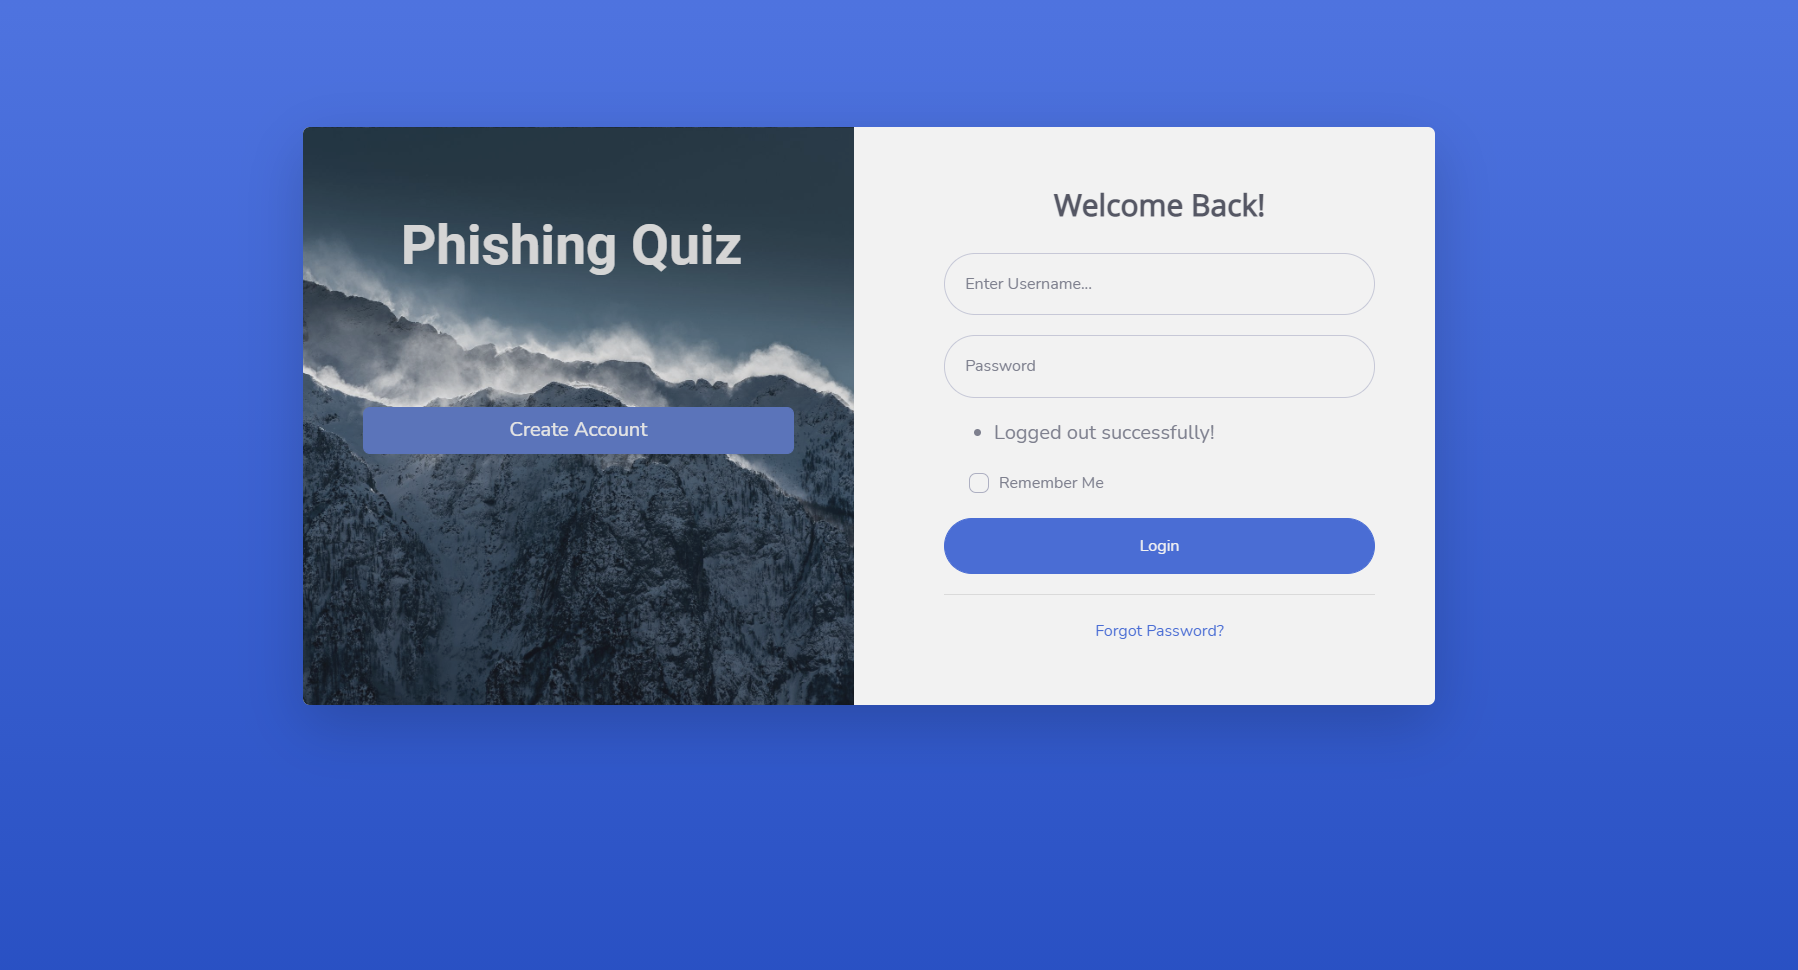 Phishing Quiz
Create Account
Welcome Back!
Enter Username...
Password
Logged out successfully!
Remember Me
Login
Forgot Password?